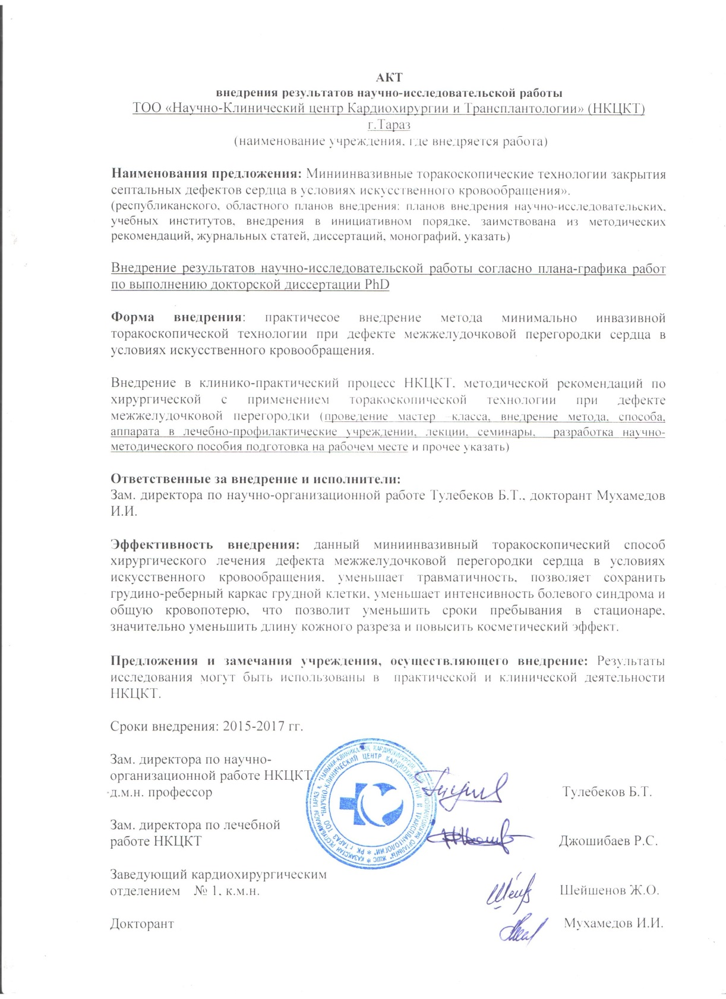 АКТ
внедрения результатов научно-исследовательской работы
ТОО «Научно-Клинический центр Кардиохирургии и Трансплантологии» (НКЦКТ)
г.Тараз
(наименование учреждения, где внедряется работа)
Наименования предложения: Миниинвазивные торакоскопические технологии закрытия
септальных дефектов сердца в условиях искусственного кровообращения».
(республиканского, областного планов внедрения; планов внедрения научно-исследовательских,
учебных институтов, внедрения в инициативном порядке, заимствована из методических
рекомендаций, журнальных статей, диссертаций, монографий, указать)
Внедрение результатов научно-исследовательской работы согласно плана-графика работ
по выполнению докторской диссертации PhD
Форма внедрения: практичесое внедрение метода минимально инвазивной
торакоскопической технологии при дефекте межжелудочковой перегородки сердца в
условиях искусственного кровообращения.
Внедрение в клинико-практический процесс НКЦКТ, методической рекомендаций по
хирургической с применением торакоскопической технологии при дефекте
межжелудочковой перегородки (проведение мастер –класса, внедрение метода, способа,
аппарата в лечебно-профилактические учреждении, лекции, семинары, разработка научно-
методического пособия подготовка на рабочем месте и прочее указать)
Ответственные за внедрение и исполнители:
Зам. директора по научно-организационной работе Тулебеков Б.Т., докторант Мухамедов
И.И.
Эффективность внедрения: данный миниинвазивный торакоскопический способ
хирургического лечения дефекта межжелудочковой перегородки сердца в условиях
искусственного кровообращения, уменьшает травматичность, позволяет сохранить
грудино-реберный каркас грудной клетки, уменьшает интенсивность болевого синдрома и
общую кровопотерю, что позволит уменьшить сроки пребывания в стационаре,
значительно уменьшить длину кожного разреза и повысить косметический эффект.
Предложения и замечания учреждения, осуществляющего внедрение: Результаты
исследования могут быть использованы в практической и клинической деятельности
НКЦКТ.
Сроки внедрения: 2015-2017 гг.
Зам. директора по научно-
организационной работе НКЦКТ
д.м.н. профессор Тулебеков Б.Т.
Зам. директора по лечебной
работе НКЦКТ Джошибаев Р.С.
Заведующий кардиохирургическим
отделением № 1, к.м.н. Шейшенов Ж.О.
Докторант Мухамедов И.И.
ТОО "НАУЧНО-КЛИНИЧЕСКИЙ ЦЕНТР КАРДИОХИРУРГИИ И ТРАНСПЛАНТОЛОГИИ" * РК г.ТАРАЗ